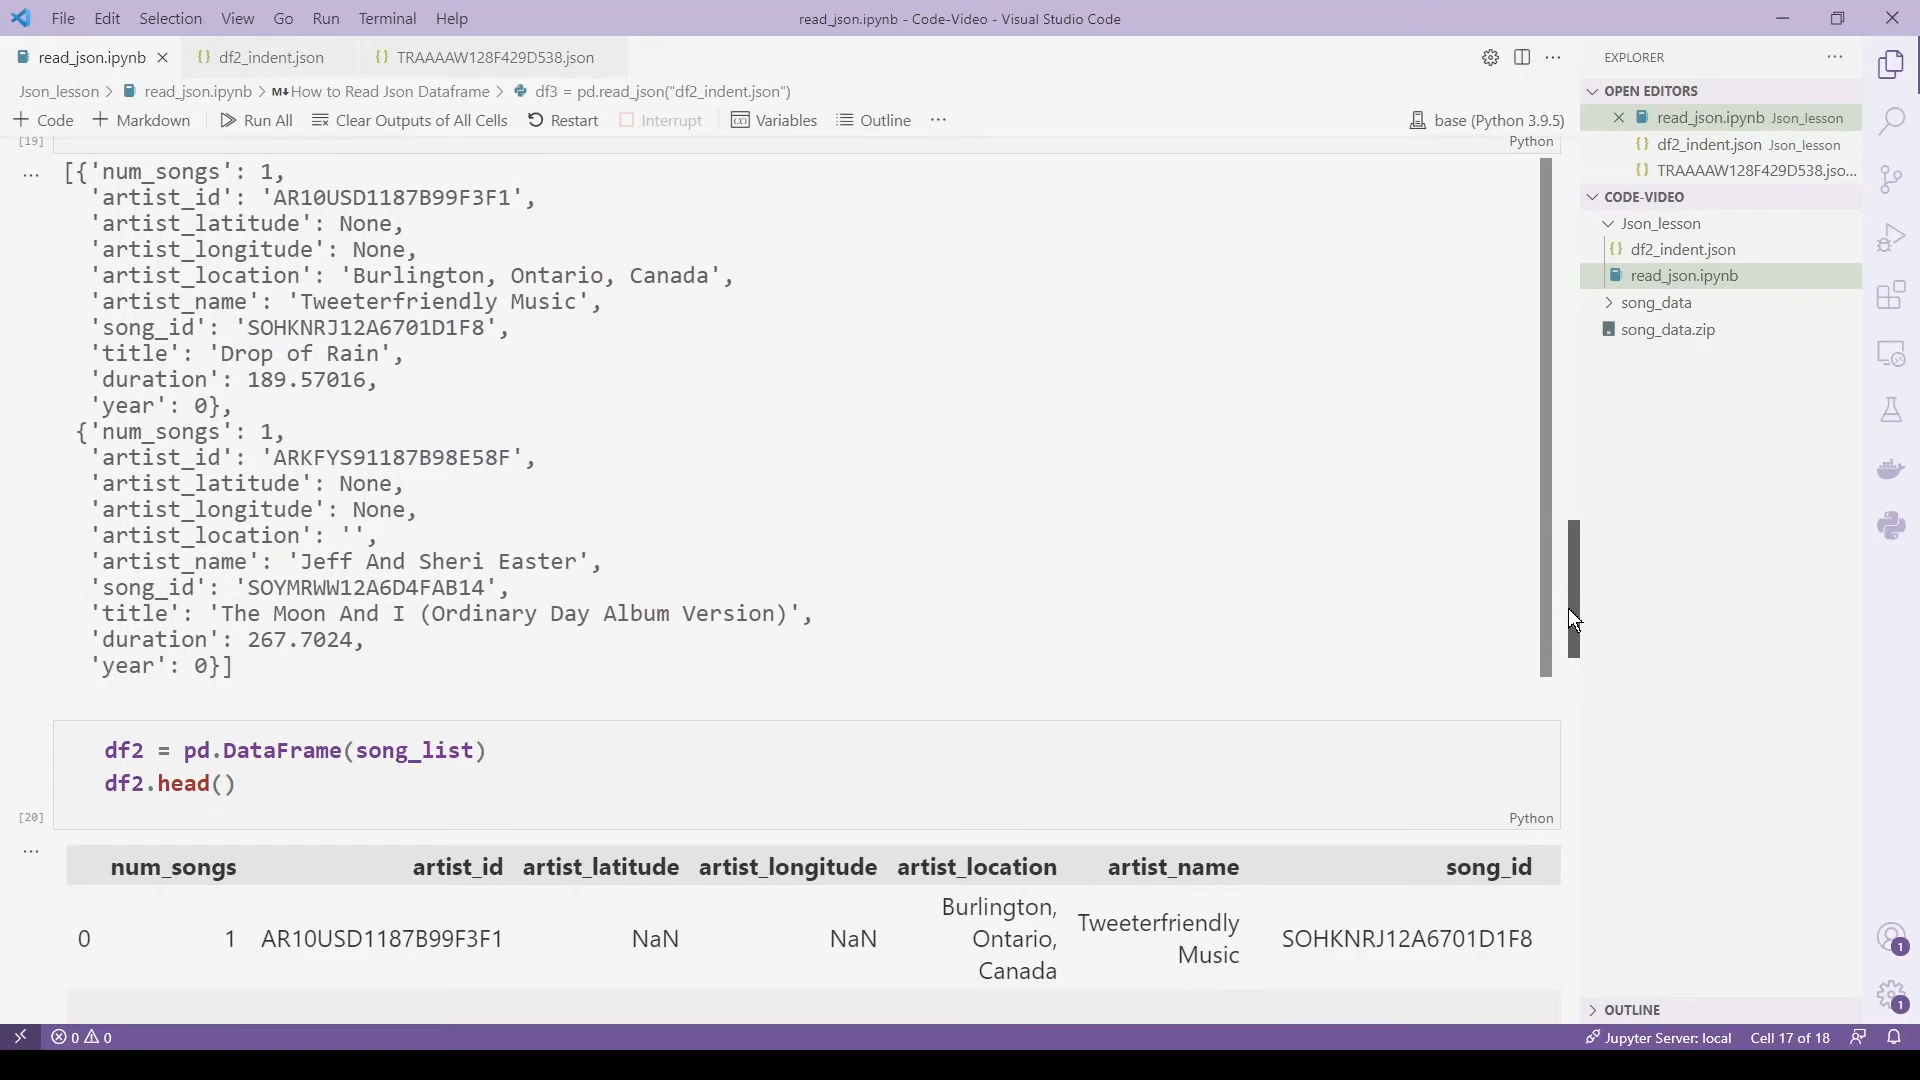 File Edit Selection View Go Run Terminal Help
read_json.ipynb - Code-Video - Visual Studio Code
read_json.ipynb
df2_indent.json
TRAAAAW128F429D538.json
Json_lesson > read_json.ipynb > M↓How to Read Json Dataframe > df3 = pd.read_json("df2_indent.json")
+ Code + Markdown Run All Clear Outputs of All Cells Restart Interrupt Variables Outline ... base (Python 3.9.5)
[19]
Python
... [{'num_songs': 1,
'artist_id': 'AR10USD1187B99F3F1',
'artist_latitude': None,
'artist_longitude': None,
'artist_location': 'Burlington, Ontario, Canada',
'artist_name': 'Tweeterfriendly Music',
'song_id': 'SOHKNRJ12A6701D1F8',
'title': 'Drop of Rain',
'duration': 189.57016,
'year': 0},
{'num_songs': 1,
'artist_id': 'ARKFYS91187B98E58F',
'artist_latitude': None,
'artist_longitude': None,
'artist_location': '',
'artist_name': 'Jeff And Sheri Easter',
'song_id': 'SOYMRWW12A6D4FAB14',
'title': 'The Moon And I (Ordinary Day Album Version)',
'duration': 267.7024,
'year': 0}]
df2 = pd.DataFrame(song_list)
df2.head()
[20]
Python
...
num_songs artist_id artist_latitude artist_longitude artist_location artist_name song_id
0 1 AR10USD1187B99F3F1 NaN NaN Burlington, Ontario, Canada Tweeterfriendly Music SOHKNRJ12A6701D1F8
EXPLORER ...
OPEN EDITORS
read_json.ipynb Json_lesson
df2_indent.json Json_lesson
TRAAAAW128F429D538.jso...
CODE-VIDEO
Json_lesson
df2_indent.json
read_json.ipynb
song_data
song_data.zip
1
1
OUTLINE
0 0
Jupyter Server: local Cell 17 of 18